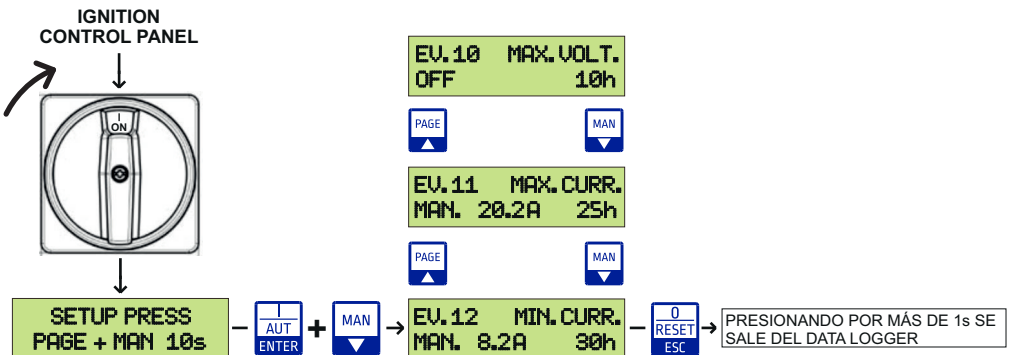 IGNITION
CONTROL PANEL
I
ON
SETUP PRESS
PAGE + MAN 10s
I
AUT
ENTER
+
MAN
EV.10 MAX.VOLT.
OFF 10h
PAGE
MAN
EV.11 MAX.CURR.
MAN. 20.2A 25h
PAGE
MAN
EV.12 MIN.CURR.
MAN. 8.2A 30h
0
RESET
ESC
PRESIONANDO POR MÁS DE 1s SE
SALE DEL DATA LOGGER